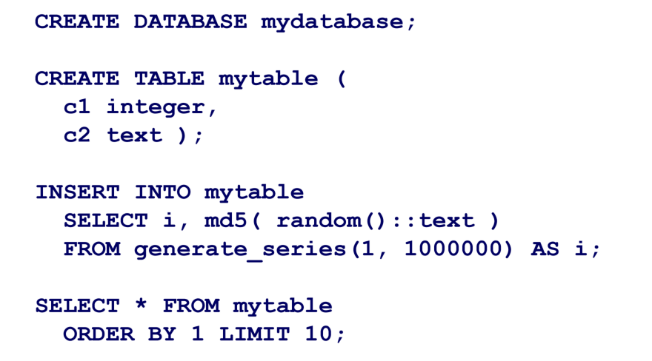 CREATE DATABASE mydatabase;
CREATE TABLE mytable (
c1 integer,
c2 text );
INSERT INTO mytable
SELECT i, md5( random()::text )
FROM generate_series(1, 1000000) AS i;
SELECT * FROM mytable
ORDER BY 1 LIMIT 10;